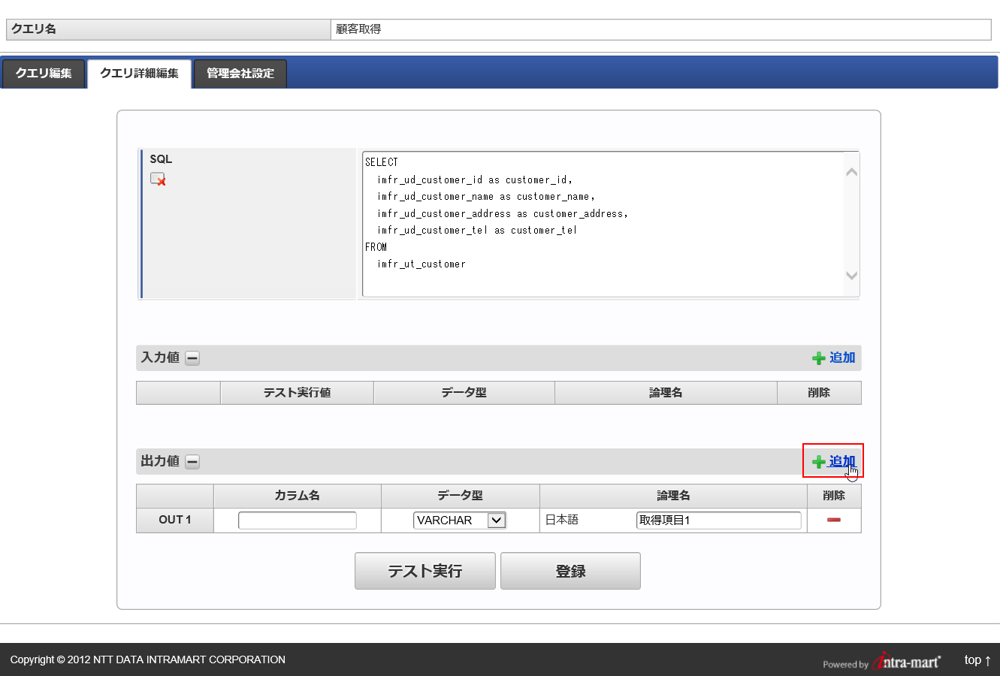 クエリ名 顧客取得
クエリ編集 クエリ詳細編集 管理会社設定
SQL
SELECT
imfr_ud_customer_id as customer_id,
imfr_ud_customer_name as customer_name,
imfr_ud_customer_address as customer_address,
imfr_ud_customer_tel as customer_tel
FROM
imfr_ut_customer
入力値 追加
テスト実行値 データ型 論理名 削除
出力値 追加
カラム名 データ型 論理名 削除
OUT 1 VARCHAR 日本語 取得項目1
テスト実行 登録
Copyright © 2012 NTT DATA INTRAMART CORPORATION
Powered by intra-mart
top ↑